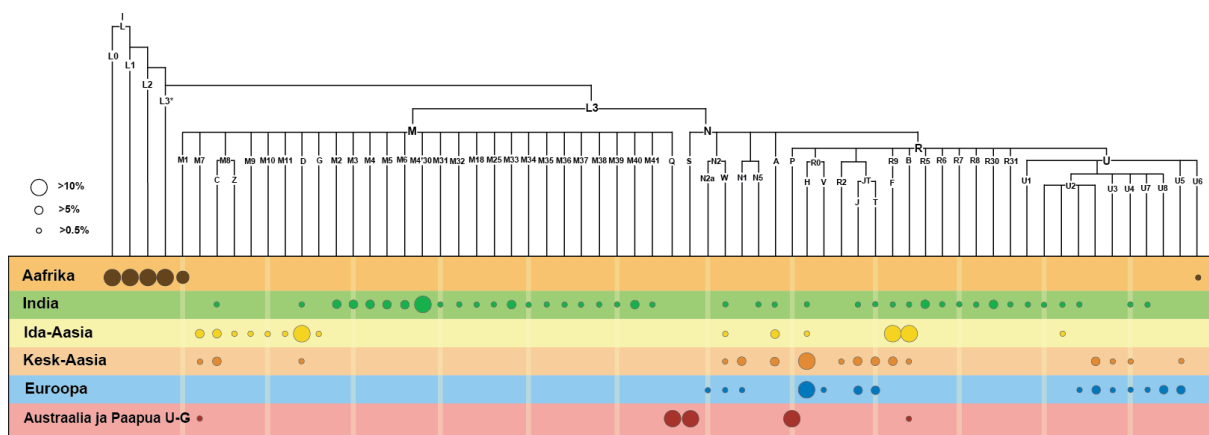 I
L
L0
L1
L2
L3*
L3
M
N
R
M1 M7 M8 M9 M10 M11 D G M2 M3 M4 M5 M6 M4'30 M31 M32 M18 M25 M33 M34 M35 M36 M37 M38 M39 M40 M41 Q S N2 A P R0 R9 B R5 R6 R7 R8 R30 R31 U
C Z N2a W N1 N5 H V R2 JT F U1 U2 U3 U4 U7 U8 U5 U6
J T
>10%
>5%
>0.5%
Aafrika
India
Ida-Aasia
Kesk-Aasia
Euroopa
Austraalia ja Paapua U-G